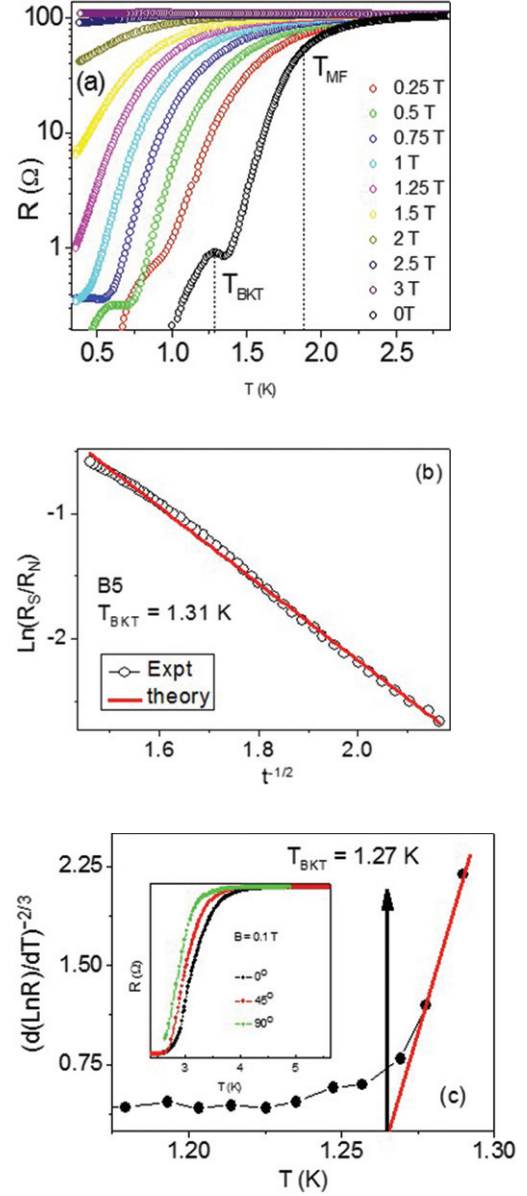 100
10
1
R (Ω)
(a)
T_MF
T_BKT
0.25 T
0.5 T
0.75 T
1 T
1.25 T
1.5 T
2 T
2.5 T
3 T
0T
0.5 1.0 1.5 2.0 2.5
T (K)
(b)
-1
-2
Ln(R_S/R_N)
B5
T_BKT = 1.31 K
Expt
theory
1.6 1.8 2.0
t^-1/2
2.25
1.50
0.75
(d(LnR)/dT)^-2/3
T_BKT = 1.27 K
R (Ω)
B = 0.1 T
0º
45º
90º
3 4 5
T (K)
(c)
1.20 1.25 1.30
T (K)